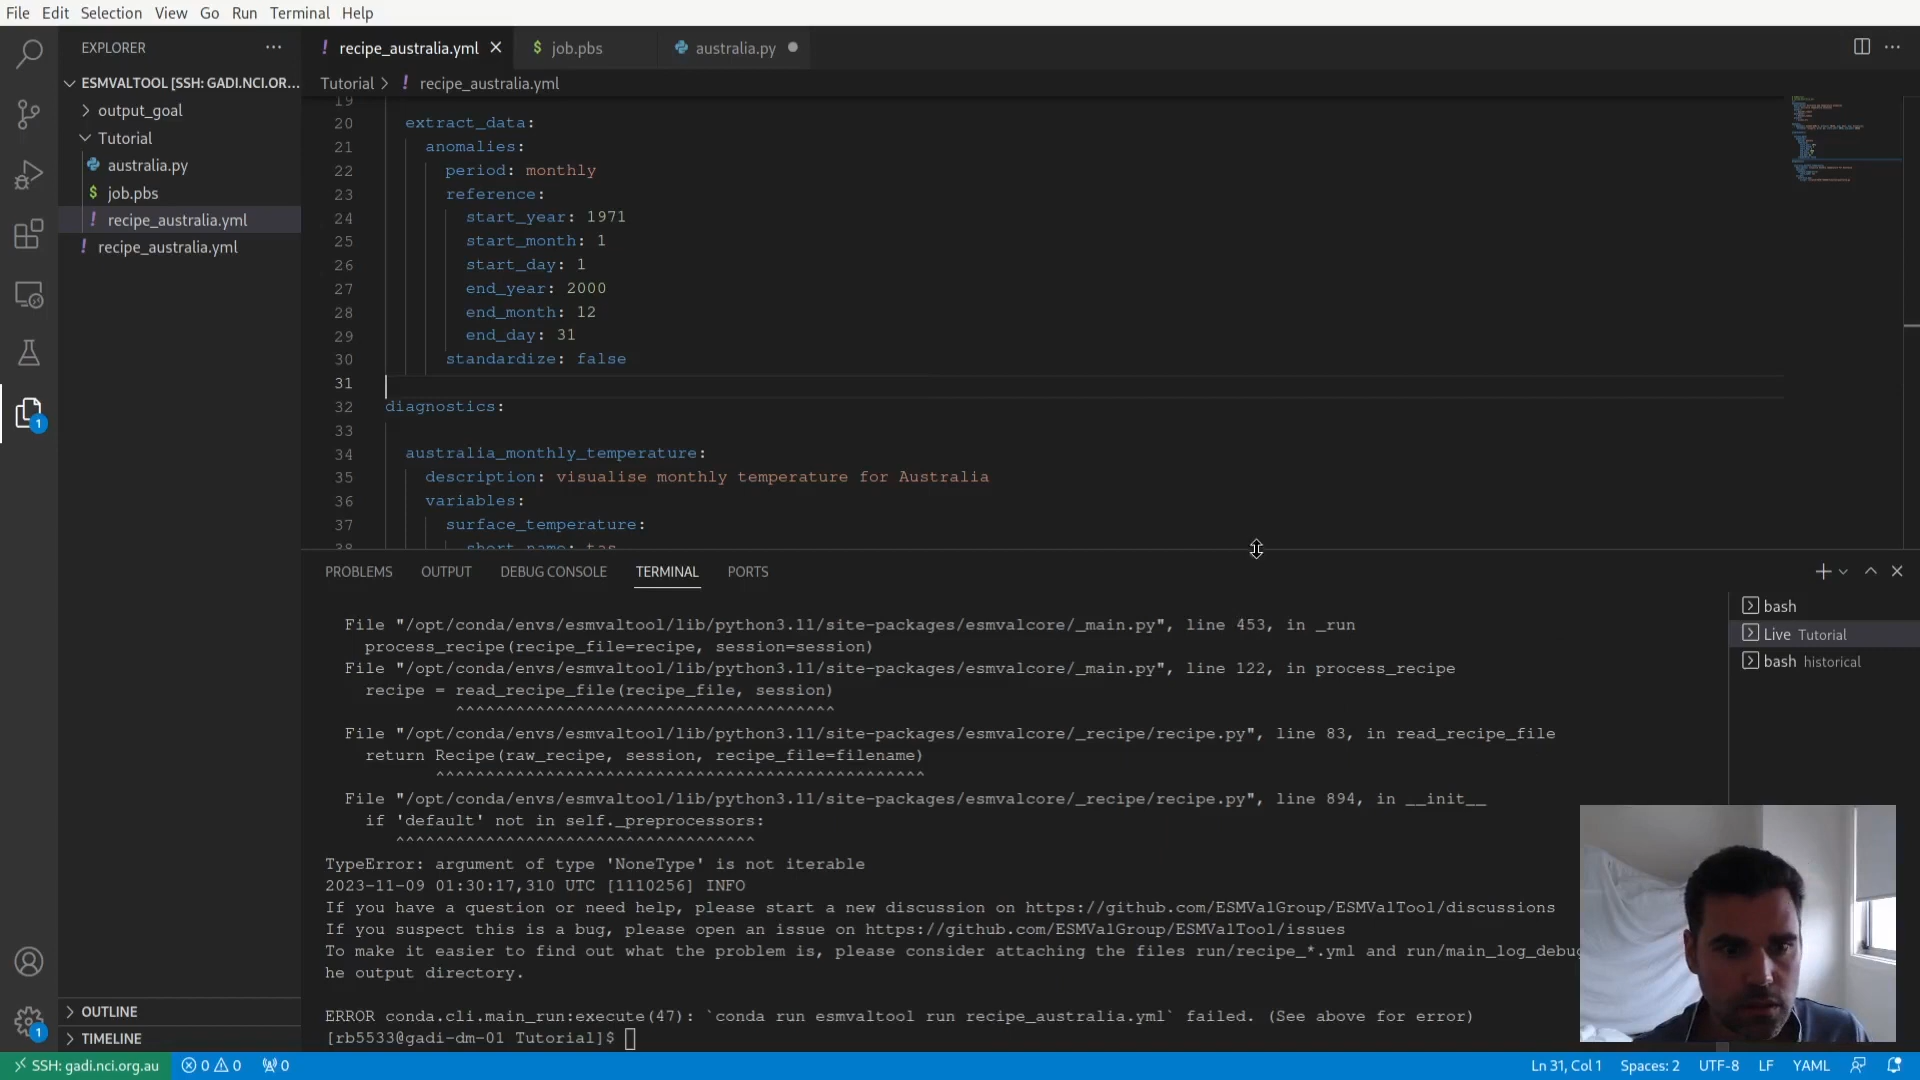 File Edit Selection View Go Run Terminal Help
EXPLORER
ESMVALTOOL [SSH: GADI.NCI.OR...
output_goal
Tutorial
australia.py
$ job.pbs
! recipe_australia.yml
! recipe_australia.yml
OUTLINE
TIMELINE
! recipe_australia.yml
$ job.pbs
australia.py
Tutorial > ! recipe_australia.yml
19
20 extract_data:
21 anomalies:
22 period: monthly
23 reference:
24 start_year: 1971
25 start_month: 1
26 start_day: 1
27 end_year: 2000
28 end_month: 12
29 end_day: 31
30 standardize: false
31
32 diagnostics:
33
34 australia_monthly_temperature:
35 description: visualise monthly temperature for Australia
36 variables:
37 surface_temperature:
38 short_name: tas
PROBLEMS OUTPUT DEBUG CONSOLE TERMINAL PORTS
File "/opt/conda/envs/esmvaltool/lib/python3.11/site-packages/esmvalcore/_main.py", line 453, in _run
process_recipe(recipe_file=recipe, session=session)
File "/opt/conda/envs/esmvaltool/lib/python3.11/site-packages/esmvalcore/_main.py", line 122, in process_recipe
recipe = read_recipe_file(recipe_file, session)
^^^^^^^^^^^^^^^^^^^^^^^^^^^^^^^^^^^^^^
File "/opt/conda/envs/esmvaltool/lib/python3.11/site-packages/esmvalcore/_recipe/recipe.py", line 83, in read_recipe_file
return Recipe(raw_recipe, session, recipe_file=filename)
^^^^^^^^^^^^^^^^^^^^^^^^^^^^^^^^^^^^^^^^^^^^^^^^^
File "/opt/conda/envs/esmvaltool/lib/python3.11/site-packages/esmvalcore/_recipe/recipe.py", line 894, in __init__
if 'default' not in self._preprocessors:
^^^^^^^^^^^^^^^^^^^^^^^^^^^^^^^^^^^^
TypeError: argument of type 'NoneType' is not iterable
2023-11-09 01:30:17,310 UTC [1110256] INFO
If you have a question or need help, please start a new discussion on https://github.com/ESMValGroup/ESMValTool/discussions
If you suspect this is a bug, please open an issue on https://github.com/ESMValGroup/ESMValTool/issues
To make it easier to find out what the problem is, please consider attaching the files run/recipe_*.yml and run/main_log_debug
he output directory.
ERROR conda.cli.main_run:execute(47): `conda run esmvaltool run recipe_australia.yml` failed. (See above for error)
[rb5533@gadi-dm-01 Tutorial]$
bash
Live Tutorial
bash historical
1
1
SSH: gadi.nci.org.au 0 0 0
Ln 31, Col 1 Spaces: 2 UTF-8 LF YAML